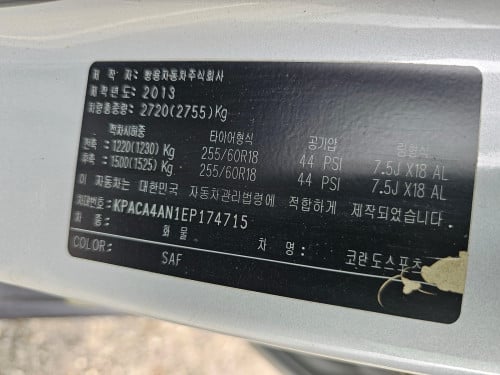 제 작 자: 쌍용자동차주식회사
제작년도: 2013
차량총중량: 2720(2755)Kg
적차시하중 타이어형식 공기압 림형식
전축: 1220(1230) Kg 255/60R18 44 PSI 7.5J X18 AL
후축: 1500(1525) Kg 255/60R18 44 PSI 7.5J X18 AL
이 자동차는 대한민국 자동차관리법령에 적합하게 제작되었습니다.
차대번호: KPACA4AN1EP174715
차 종: 화 물 차 명: 코란도스포츠
COLOR: SAF